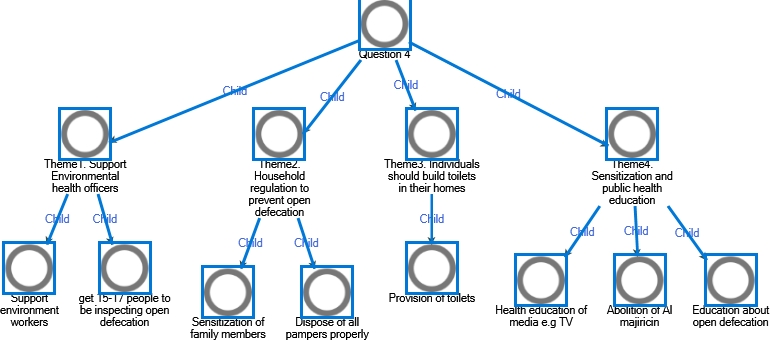 Question 4
Child
Child
Child
Child
Theme1. Support
Environmental
health officers
Theme2.
Household
regulation to
prevent open
defecation
Theme3. Individuals
should build toilets
in their homes
Theme4.
Sensitization and
public health
education
Child
Child
Child
Child
Child
Child
Child
Child
Support
environment
workers
get 15-17 people to
be inspecting open
defecation
Sensitization of
family members
Dispose of all
pampers properly
Provision of toilets
Health education of
media e.g TV
Abolition of Al
majiricin
Education about
open defecation